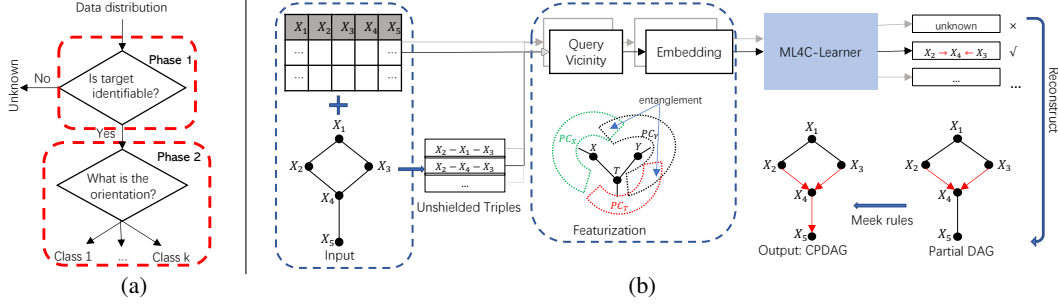 Data distribution
Phase 1
Is target
identifiable?
No
Unknown
Yes
Phase 2
What is the
orientation?
Class 1
...
Class k
(a)
X1 X2 X3 X4 X5
... ...
... ...
+
X1
X2
X3
X4
X5
Input
X2 − X1 − X3
X2 − X4 − X3
...
Unshielded Triples
Query
Vicinity
Embedding
entanglement
PCX
PCY
X
Y
T
PCT
Featurization
ML4C-Learner
unknown ×
X2 → X4 ← X3 √
... ...
Reconstruct
X1
X2
X3
X4
X5
Output: CPDAG
Meek rules
X1
X2
X3
X4
X5
Partial DAG
(b)